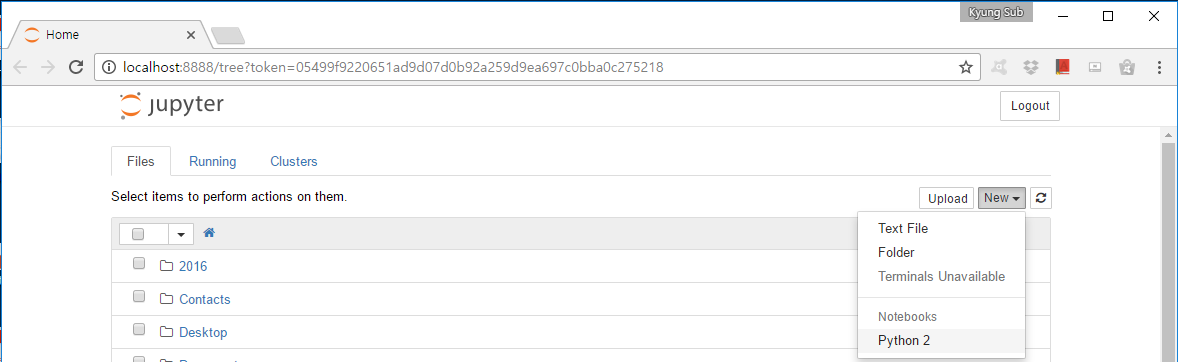 Kyung Sub
Home
localhost:8888/tree?token=05499f9220651ad9d07d0b92a259d9ea697c0bba0c275218
jupyter
Logout
Files Running Clusters
Select items to perform actions on them.
Upload New
Text File
Folder
Terminals Unavailable
Notebooks
Python 2
2016
Contacts
Desktop